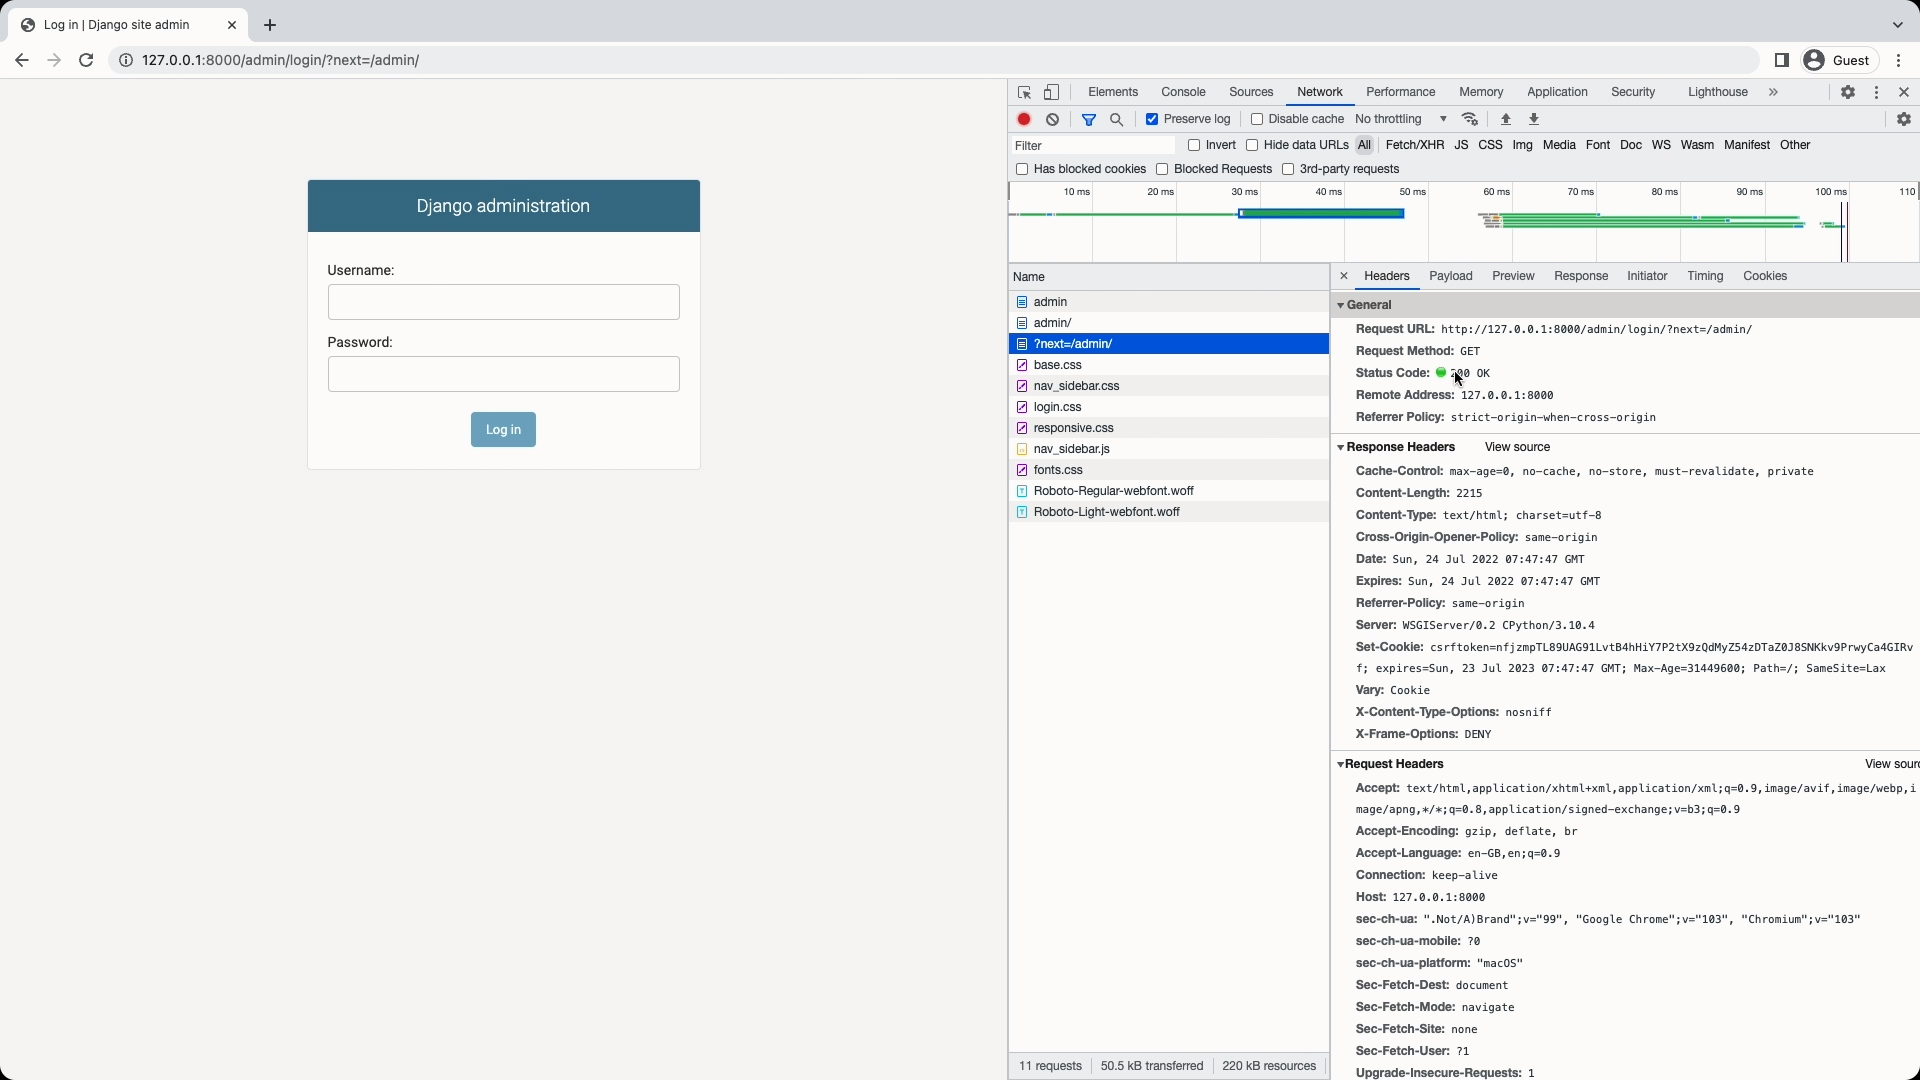 Log in | Django site admin
127.0.0.1:8000/admin/login/?next=/admin/
Guest
Django administration
Username:
Password:
Log in
Elements Console Sources Network Performance Memory Application Security Lighthouse
Preserve log Disable cache No throttling
Filter Invert Hide data URLs All Fetch/XHR JS CSS Img Media Font Doc WS Wasm Manifest Other
Has blocked cookies Blocked Requests 3rd-party requests
10 ms 20 ms 30 ms 40 ms 50 ms 60 ms 70 ms 80 ms 90 ms 100 ms 110
Name
admin
admin/
?next=/admin/
base.css
nav_sidebar.css
login.css
responsive.css
nav_sidebar.js
fonts.css
Roboto-Regular-webfont.woff
Roboto-Light-webfont.woff
11 requests 50.5 kB transferred 220 kB resources
Headers Payload Preview Response Initiator Timing Cookies
General
Request URL: http://127.0.0.1:8000/admin/login/?next=/admin/
Request Method: GET
Status Code: 200 OK
Remote Address: 127.0.0.1:8000
Referrer Policy: strict-origin-when-cross-origin
Response Headers View source
Cache-Control: max-age=0, no-cache, no-store, must-revalidate, private
Content-Length: 2215
Content-Type: text/html; charset=utf-8
Cross-Origin-Opener-Policy: same-origin
Date: Sun, 24 Jul 2022 07:47:47 GMT
Expires: Sun, 24 Jul 2022 07:47:47 GMT
Referrer-Policy: same-origin
Server: WSGIServer/0.2 CPython/3.10.4
Set-Cookie: csrftoken=nfjzmpTL89UAG91LvtB4hHiY7P2tX9zQdMyZ54zDTaZ0J8SNKkv9PrwyCa4GIRv
f; expires=Sun, 23 Jul 2023 07:47:47 GMT; Max-Age=31449600; Path=/; SameSite=Lax
Vary: Cookie
X-Content-Type-Options: nosniff
X-Frame-Options: DENY
Request Headers View sourc
Accept: text/html,application/xhtml+xml,application/xml;q=0.9,image/avif,image/webp,i
mage/apng,*/*;q=0.8,application/signed-exchange;v=b3;q=0.9
Accept-Encoding: gzip, deflate, br
Accept-Language: en-GB,en;q=0.9
Connection: keep-alive
Host: 127.0.0.1:8000
sec-ch-ua: ".Not/A)Brand";v="99", "Google Chrome";v="103", "Chromium";v="103"
sec-ch-ua-mobile: ?0
sec-ch-ua-platform: "macOS"
Sec-Fetch-Dest: document
Sec-Fetch-Mode: navigate
Sec-Fetch-Site: none
Sec-Fetch-User: ?1
Upgrade-Insecure-Requests: 1